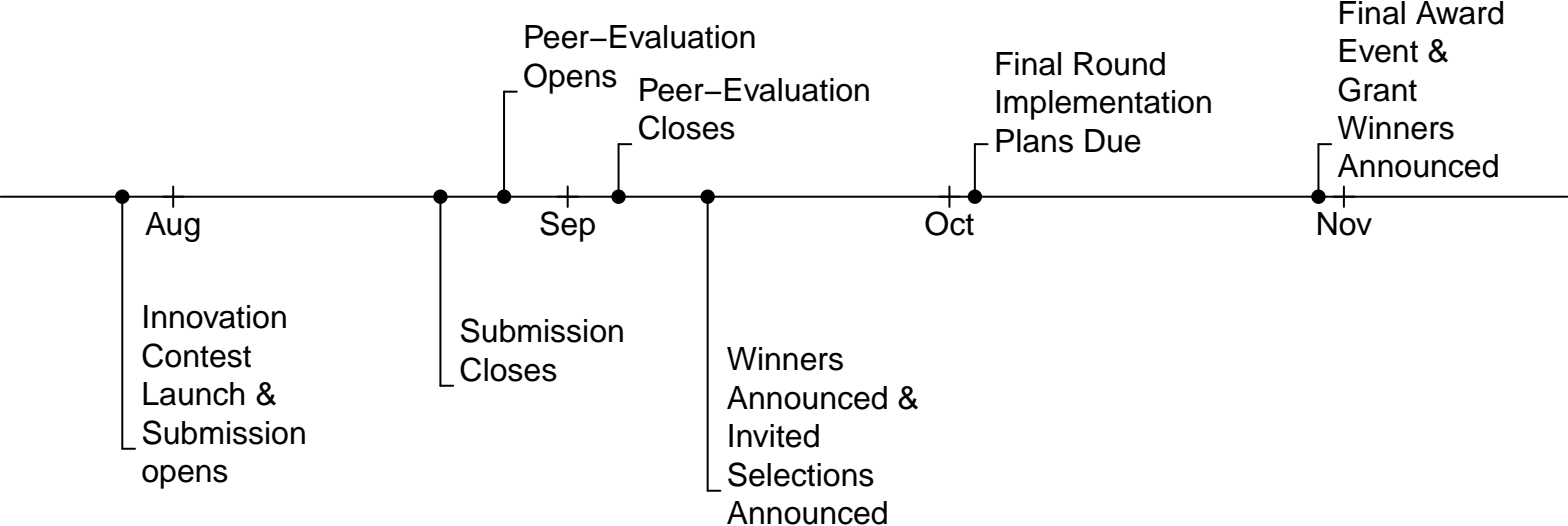 Peer−Evaluation
Opens
Peer−Evaluation
Closes
Final Round
Implementation
Plans Due
Final Award
Event &
Grant
Winners
Announced
Aug
Sep
Oct
Nov
Innovation
Contest
Launch &
Submission
opens
Submission
Closes
Winners
Announced &
Invited
Selections
Announced